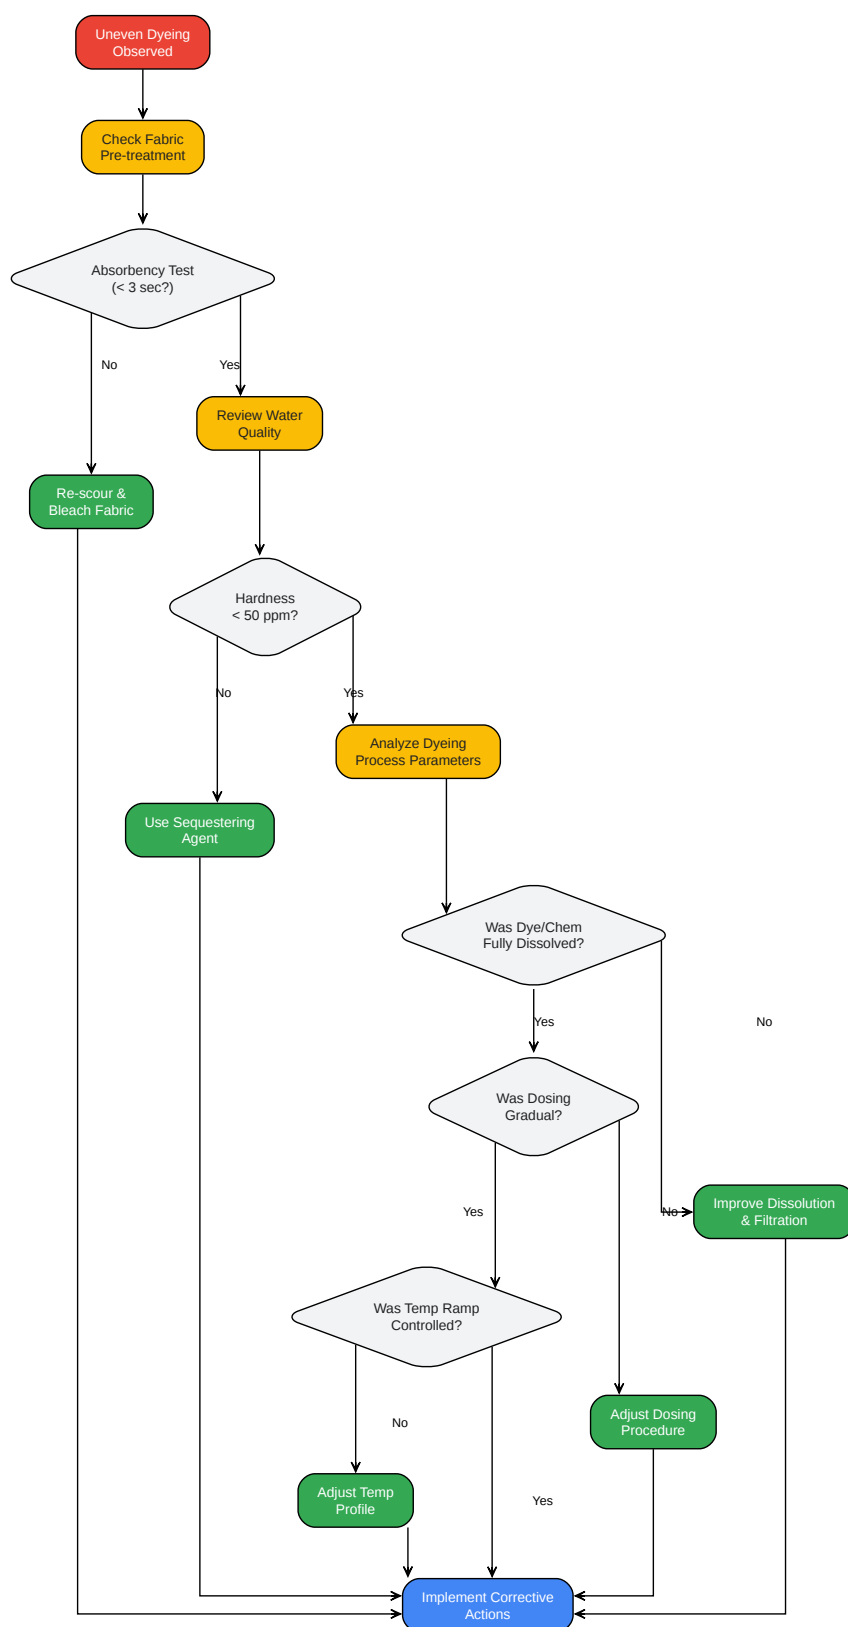 Uneven Dyeing
Observed
Check Fabric
Pre-treatment
Absorbency Test
(< 3 sec?)
No
Yes
Review Water
Quality
Re-scour &
Bleach Fabric
Hardness
< 50 ppm?
No
Yes
Analyze Dyeing
Process Parameters
Use Sequestering
Agent
Was Dye/Chem
Fully Dissolved?
Yes
No
Was Dosing
Gradual?
Yes
No
Improve Dissolution
& Filtration
Was Temp Ramp
Controlled?
No
Adjust Dosing
Procedure
Adjust Temp
Profile
Yes
Implement Corrective
Actions